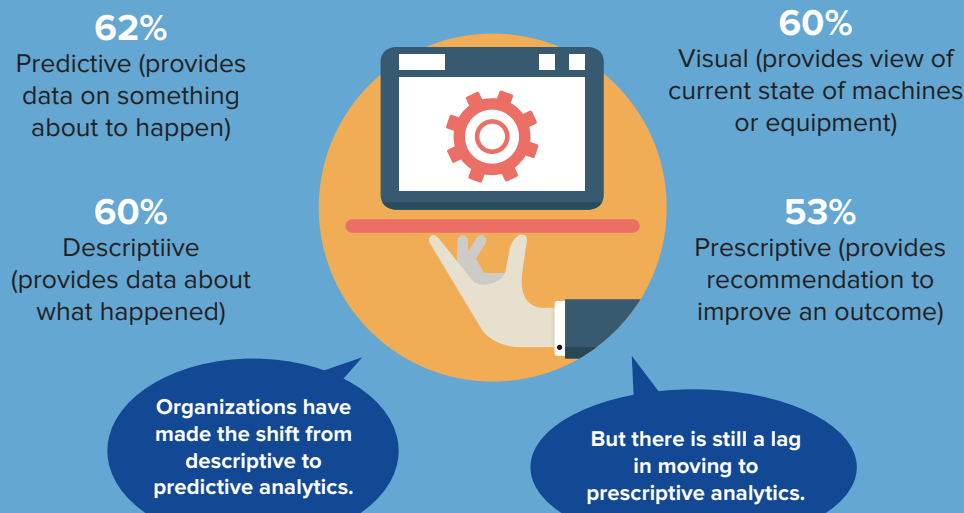 62%
Predictive (provides
data on something
about to happen)
60%
Visual (provides view of
current state of machines
or equipment)
60%
Descriptiive
(provides data about
what happened)
53%
Prescriptive (provides
recommendation to
improve an outcome)
Organizations have
made the shift from
descriptive to
predictive analytics.
But there is still a lag
in moving to
prescriptive analytics.